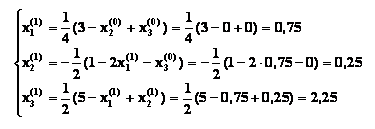 x₁⁽¹⁾ = 1/4 (3 − x₂⁽⁰⁾ + x₃⁽⁰⁾) = 1/4 (3 − 0 + 0) = 0,75
x₂⁽¹⁾ = −1/2 (1 − 2x₁⁽¹⁾ − x₃⁽⁰⁾) = −1/2 (1 − 2 · 0,75 − 0) = 0,25
x₃⁽¹⁾ = 1/2 (5 − x₁⁽¹⁾ + x₂⁽¹⁾) = 1/2 (5 − 0,75 + 0,25) = 2,25